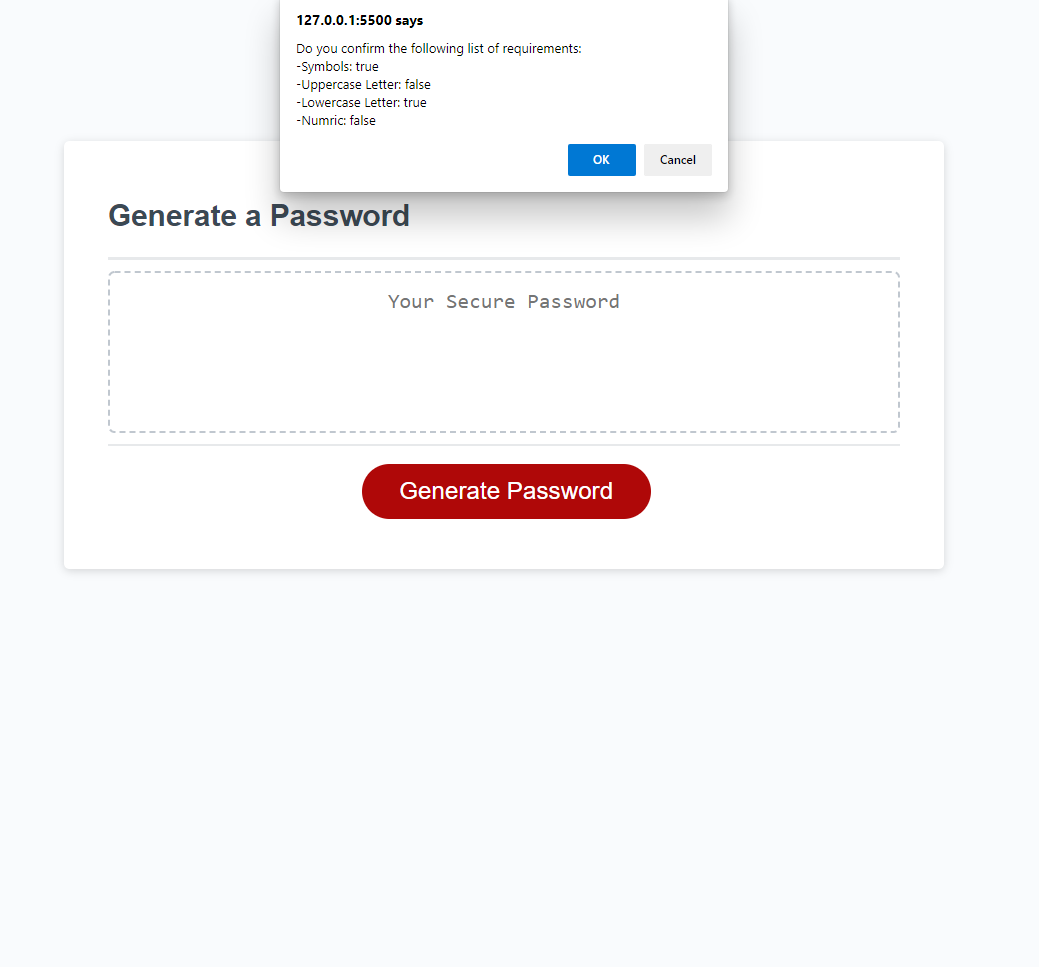 127.0.0.1:5500 says
Do you confirm the following list of requirements:
-Symbols: true
-Uppercase Letter: false
-Lowercase Letter: true
-Numric: false
OK Cancel
Generate a Password
Your Secure Password
Generate Password